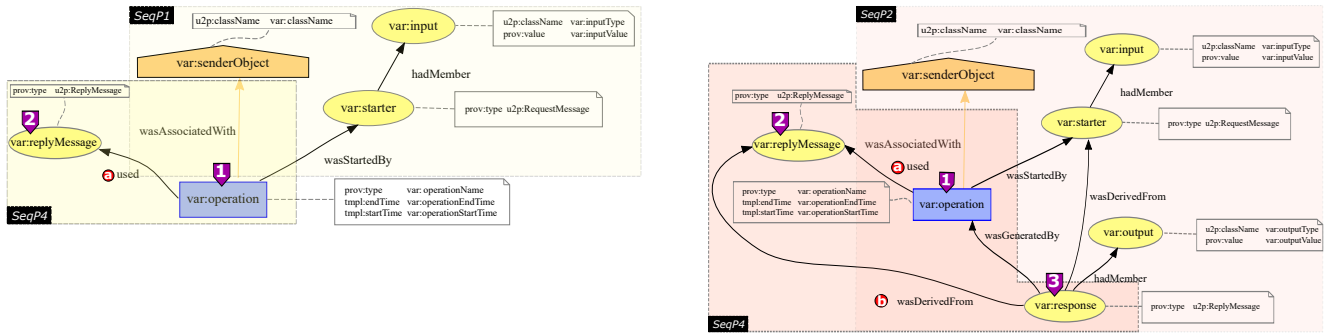 SeqP1
u2p:className var:className
var:input
u2p:className var:inputType
prov:value var:inputValue
var:senderObject
hadMember
prov:type u2p:ReplyMessage
var:starter
prov:type u2p:RequestMessage
2
var:replyMessage
wasAssociatedWith
wasStartedBy
a used
1
var:operation
prov:type var: operationName
tmpl:endTime var:operationEndTime
tmpl:startTime var:operationStartTime
SeqP4
SeqP2
u2p:className var:className
var:input
u2p:className var:inputType
prov:value var:inputValue
var:senderObject
hadMember
prov:type u2p:ReplyMessage
var:starter
prov:type u2p:RequestMessage
2
var:replyMessage
wasAssociatedWith
a used
wasStartedBy
1
prov:type var: operationName
tmpl:endTime var:operationEndTime
tmpl:startTime var:operationStartTime
var:operation
wasDerivedFrom
wasGeneratedBy
var:output
u2p:className var:outputType
prov:value var:outputValue
3
hadMember
b wasDerivedFrom
var:response
prov:type u2p:ReplyMessage
SeqP4